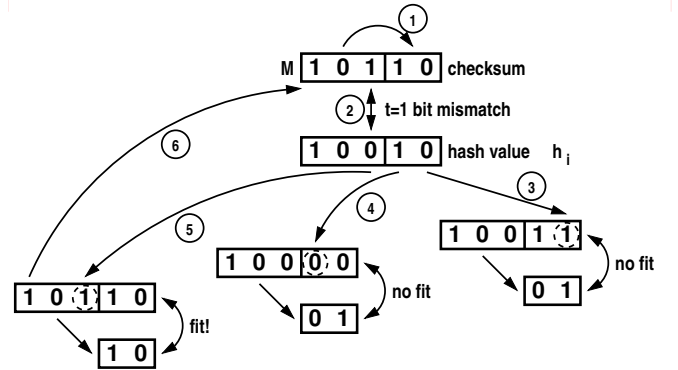 1
M 1 0 1 1 0 checksum
2 t=1 bit mismatch
6
1 0 0 1 0 hash value h i
3
4
5
1 0 0 1 1
1 0 0 0 0
no fit
1 0 1 1 0
no fit
0 1
fit!
0 1
1 0